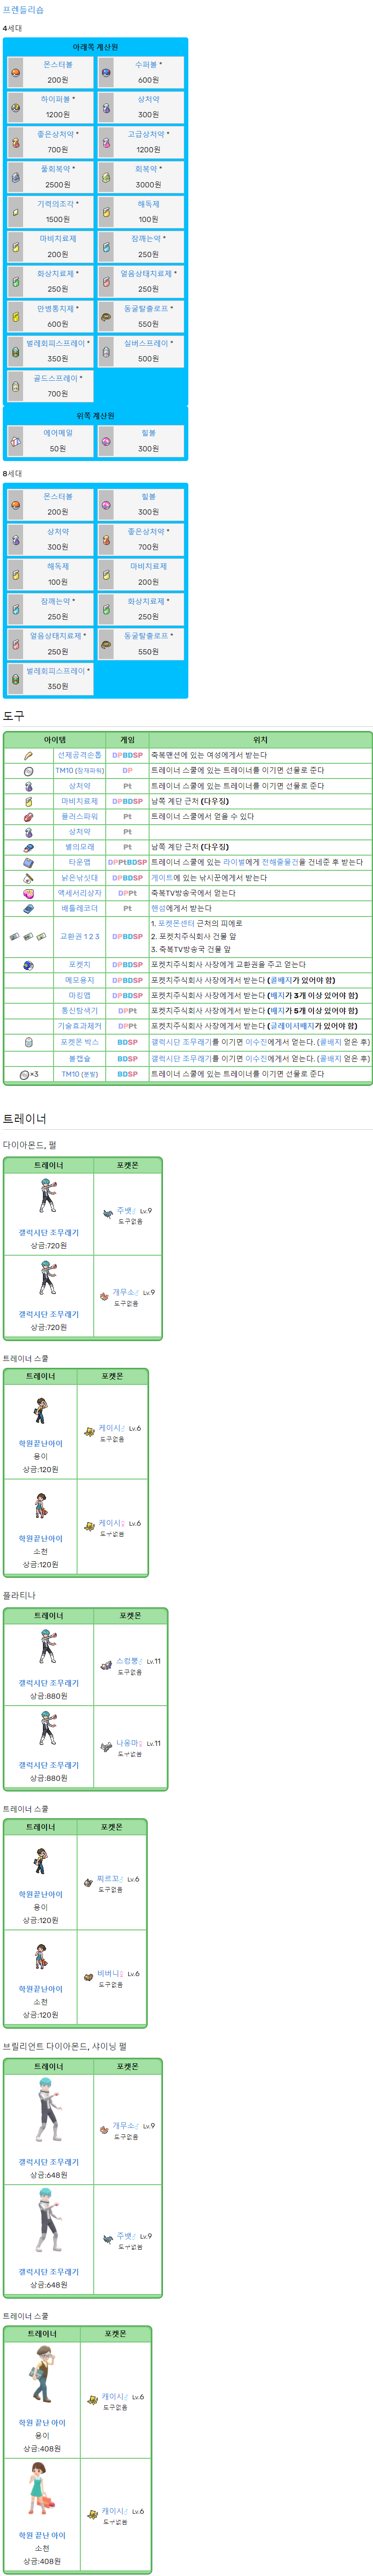 프렌들리숍
4세대
아래쪽 계산원
몬스터볼
200원
수퍼볼 *
600원
하이퍼볼 *
1200원
상처약
300원
좋은상처약 *
700원
고급상처약 *
1200원
풀회복약 *
2500원
회복약 *
3000원
기력의조각 *
1500원
해독제
100원
마비치료제
200원
잠깨는약 *
250원
화상치료제 *
250원
얼음상태치료제 *
250원
만병통치제 *
600원
동굴탈출로프 *
550원
벌레회피스프레이 *
350원
실버스프레이 *
500원
골드스프레이 *
700원
위쪽 계산원
에어메일
50원
힐볼
300원
8세대
몬스터볼
200원
힐볼
300원
상처약
300원
좋은상처약 *
700원
해독제
100원
마비치료제
200원
잠깨는약 *
250원
화상치료제 *
250원
얼음상태치료제 *
250원
동굴탈출로프 *
550원
벌레회피스프레이 *
350원
도구
아이템 게임 위치
선제공격손톱 DPBDSP 축복맨션에 있는 여성에게서 받는다
TM10 (잠재파워) DP 트레이너 스쿨에 있는 트레이너를 이기면 선물로 준다
상처약 Pt 트레이너 스쿨에 있는 트레이너를 이기면 선물로 준다
마비치료제 DPBDSP 남쪽 계단 근처 (다우징)
플러스파워 Pt 트레이너 스쿨에서 얻을 수 있다
상처약 Pt
별의모래 Pt 남쪽 계단 근처 (다우징)
타운맵 DPPtBDSP 트레이너 스쿨에 있는 라이벌에게 전해줄물건을 건네준 후 받는다
낡은낚싯대 DPBDSP 게이트에 있는 낚시꾼에게서 받는다
액세서리상자 DPPt 축복TV방송국에서 얻는다
배틀레코더 Pt 핸섬에게서 받는다
교환권 1 2 3 DPBDSP 1. 포켓몬센터 근처의 피에로
2. 포켓치주식회사 건물 앞
3. 축복TV방송국 건물 앞
포켓치 DPBDSP 포켓치주식회사 사장에게 교환권을 주고 얻는다
메모용지 DPBDSP 포켓치주식회사 사장에게서 받는다 (콜배지가 있어야 함)
마킹맵 DPBDSP 포켓치주식회사 사장에게서 받는다 (배지가 3개 이상 있어야 함)
통신탐색기 DPPt 포켓치주식회사 사장에게서 받는다 (배지가 5개 이상 있어야 함)
기술효과체커 DPPt 포켓치주식회사 사장에게서 받는다 (글레이셔배지가 있어야 함)
포켓몬 박스 BDSP 갤럭시단 조무래기를 이기면 이수진에게서 얻는다. (콜배지 얻은 후)
볼캡슐 BDSP 갤럭시단 조무래기를 이기면 이수진에게서 얻는다. (콜배지 얻은 후)
×3 TM10 (분발) BDSP 트레이너 스쿨에 있는 트레이너를 이기면 선물로 준다
트레이너
다이아몬드, 펄
트레이너 포켓몬
갤럭시단 조무래기
상금:720원
주뱃♂ Lv.9
도구없음
갤럭시단 조무래기
상금:720원
개무소♂ Lv.9
도구없음
트레이너 스쿨
트레이너 포켓몬
학원끝난아이
용이
상금:120원
케이시♂ Lv.6
도구없음
학원끝난아이
소천
상금:120원
케이시♀ Lv.6
도구없음
플라티나
트레이너 포켓몬
갤럭시단 조무래기
상금:880원
스컹뿡♂ Lv.11
도구없음
갤럭시단 조무래기
상금:880원
나옹마♀ Lv.11
도구없음
트레이너 스쿨
트레이너 포켓몬
학원끝난아이
용이
상금:120원
찌르꼬♂ Lv.6
도구없음
학원끝난아이
소천
상금:120원
비버니♀ Lv.6
도구없음
브릴리언트 다이아몬드, 샤이닝 펄
트레이너 포켓몬
갤럭시단 조무래기
상금:648원
개무소♂ Lv.9
도구없음
갤럭시단 조무래기
상금:648원
주뱃♂ Lv.9
도구없음
트레이너 스쿨
트레이너 포켓몬
학원 끝난 아이
용이
상금:408원
캐이시♂ Lv.6
도구없음
학원 끝난 아이
소천
상금:408원
캐이시♂ Lv.6
도구없음